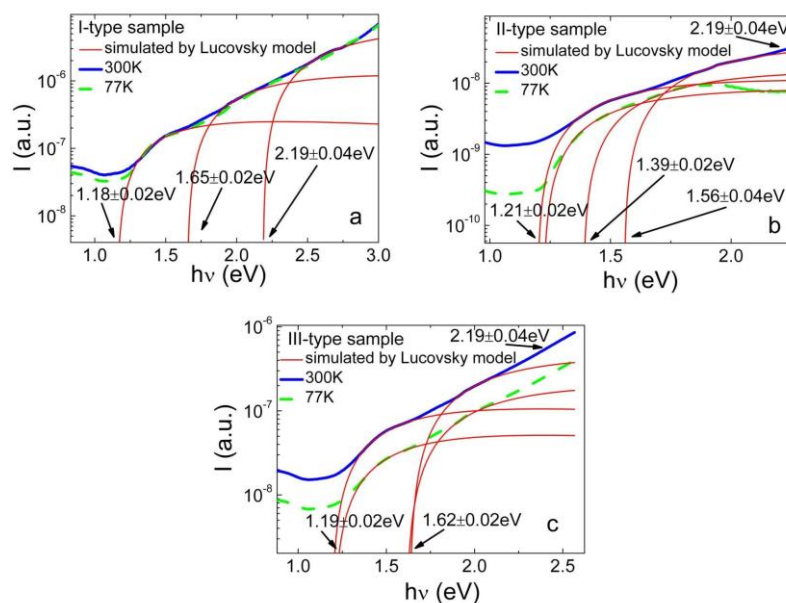 I-type sample
simulated by Lucovsky model
300K
77K
10⁻⁶
10⁻⁷
10⁻⁸
I (a.u.)
1.18±0.02eV
1.65±0.02eV
2.19±0.04eV
a
1.0 1.5 2.0 2.5 3.0
hν (eV)
II-type sample
2.19±0.04eV
simulated by Lucovsky model
300K
77K
10⁻⁸
10⁻⁹
10⁻¹⁰
I (a.u.)
1.21±0.02eV
1.39±0.02eV
1.56±0.04eV
b
1.0 1.5 2.0
hν (eV)
10⁻⁶
III-type sample
2.19±0.04eV
simulated by Lucovsky model
300K
77K
10⁻⁷
10⁻⁸
I (a.u.)
1.19±0.02eV
1.62±0.02eV
c
1.0 1.5 2.0 2.5
hν (eV)